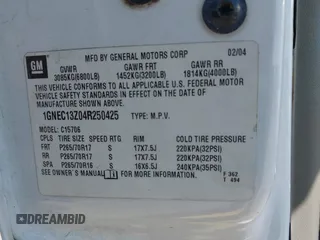 GM
MFD BY GENERAL MOTORS CORP 02/04
GVWR GAWR FRT GAWR RR
3085KG(6800LB) 1452KG(3200LB) 1814KG(4000LB)
THIS VEHICLE CONFORMS TO ALL APPLICABLE U.S. FEDERAL MOTOR
VEHICLE SAFETY STANDARDS IN EFFECT ON THE DATE OF
MANUFACTURE SHOWN ABOVE.
1GNEC13Z04R250425 TYPE: M.P.V.
MODEL: C15706
TIRE SIZE SPEED RTG RIM COLD TIRE PRESSURE
FRT P265/70R17 S 17X7.5J 220KPA(32PSI)
RR P265/70R17 S 17X7.5J 220KPA(32PSI)
SPA P265/70R16 S 16X6.5J 240KPA(35PSI)
SEE OWNER'S MANUAL FOR MORE INFORMATION.
F 362
T 494
SPREADBID